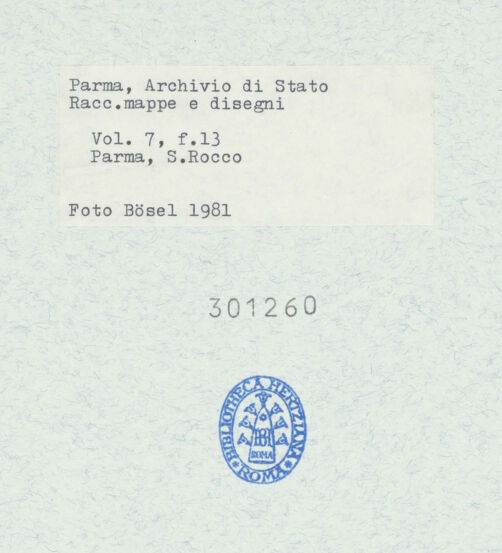 Parma, Archivio di Stato
Racc.mappe e disegni
Vol. 7, f.13
Parma, S.Rocco
Foto Bösel 1981
301260
BIBLIOTHECA HERTZIANA
BH
ROMA
* ROMA *